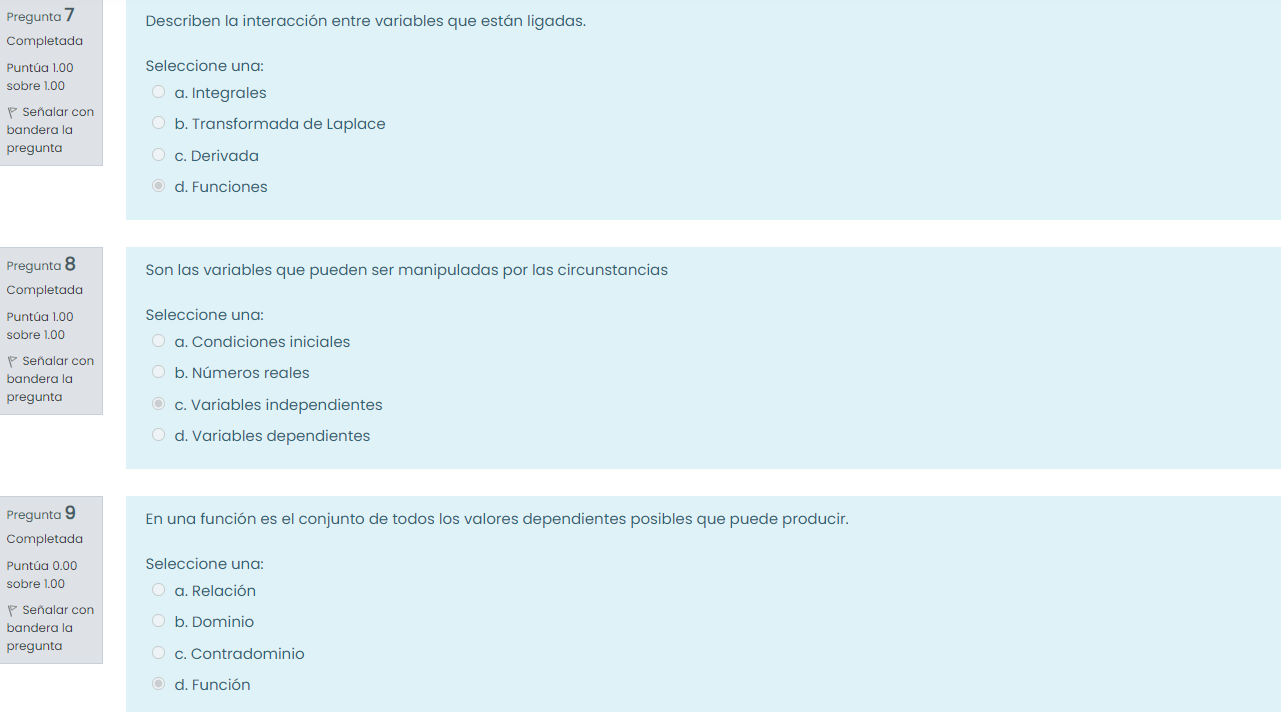 Pregunta 7
Completada
Puntúa 1.00
sobre 1.00
Señalar con
bandera la
pregunta
Describen la interacción entre variables que están ligadas.
Seleccione una:
a. Integrales
b. Transformada de Laplace
c. Derivada
d. Funciones
Pregunta 8
Completada
Puntúa 1.00
sobre 1.00
Señalar con
bandera la
pregunta
Son las variables que pueden ser manipuladas por las circunstancias
Seleccione una:
a. Condiciones iniciales
b. Números reales
c. Variables independientes
d. Variables dependientes
Pregunta 9
Completada
Puntúa 0.00
sobre 1.00
Señalar con
bandera la
pregunta
En una función es el conjunto de todos los valores dependientes posibles que puede producir.
Seleccione una:
a. Relación
b. Dominio
c. Contradominio
d. Función